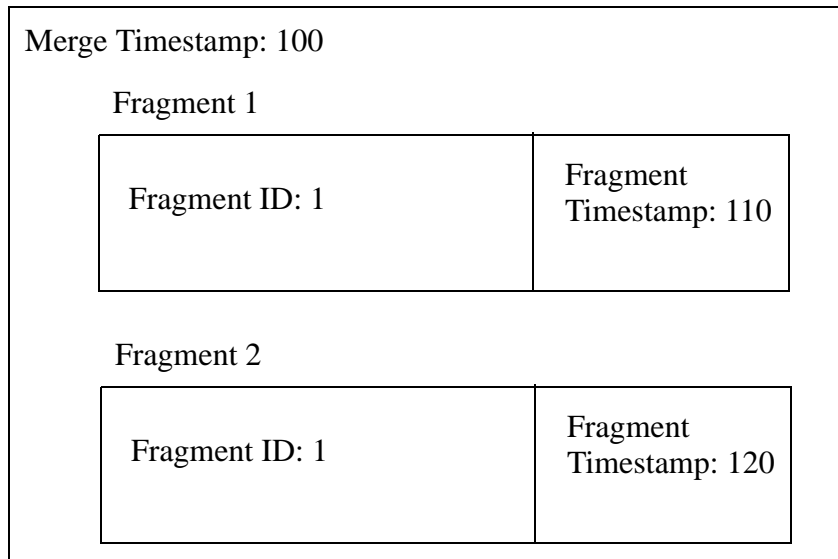 Merge Timestamp: 100
Fragment 1
Fragment ID: 1
Fragment
Timestamp: 110
Fragment 2
Fragment ID: 1
Fragment
Timestamp: 120